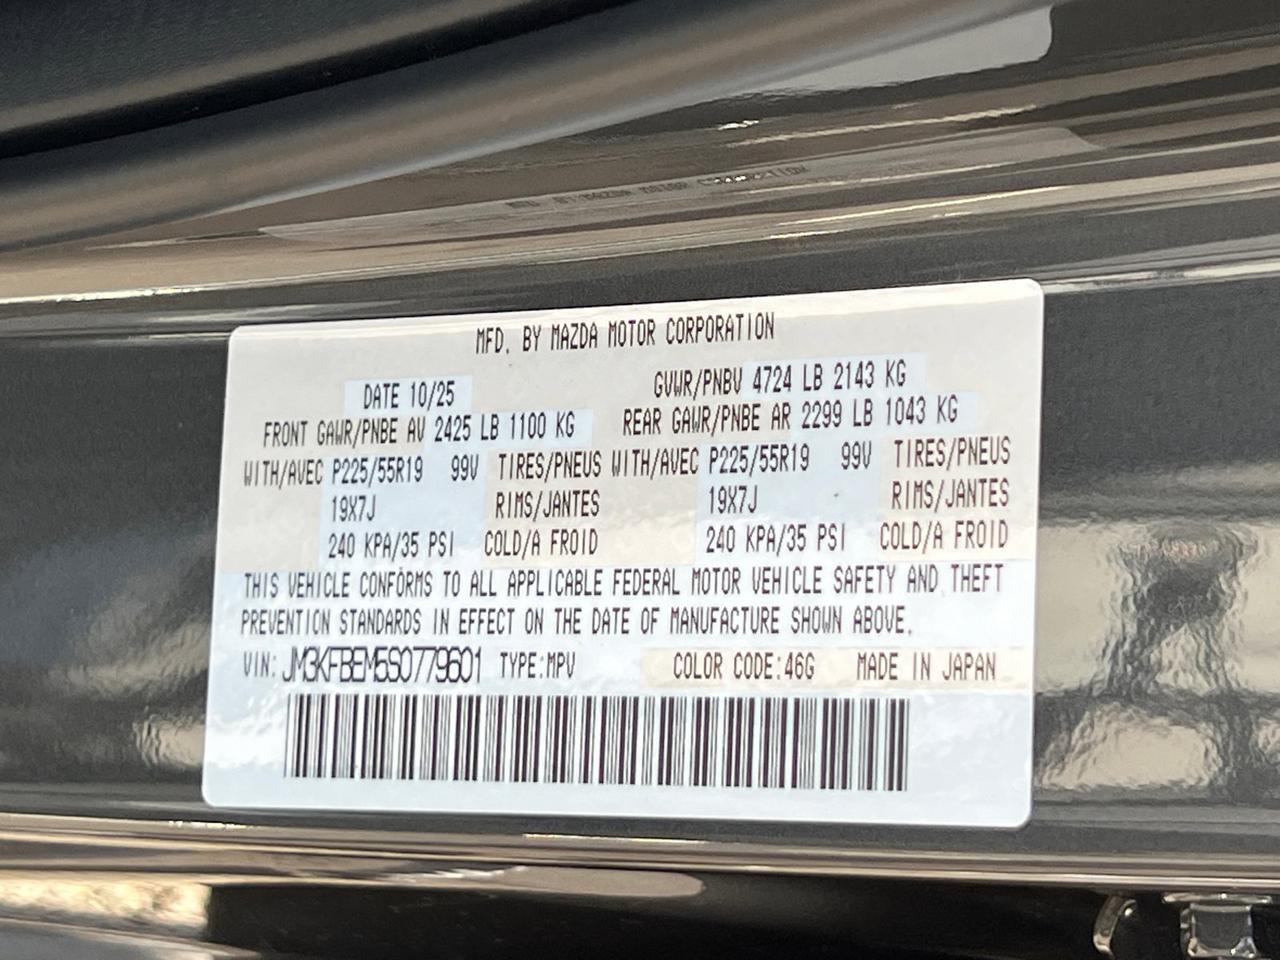 MFD. BY MAZDA MOTOR CORPORATION
DATE 10/25 GVWR/PNBV 4724 LB 2143 KG
FRONT GAWR/PNBE AV 2425 LB 1100 KG REAR GAWR/PNBE AR 2299 LB 1043 KG
WITH/AVEC P225/55R19 99V TIRES/PNEUS WITH/AVEC P225/55R19 99V TIRES/PNEUS
19X7J RIMS/JANTES 19X7J RIMS/JANTES
240 KPA/35 PSI COLD/A FROID 240 KPA/35 PSI COLD/A FROID
THIS VEHICLE CONFORMS TO ALL APPLICABLE FEDERAL MOTOR VEHICLE SAFETY AND THEFT
PREVENTION STANDARDS IN EFFECT ON THE DATE OF MANUFACTURE SHOWN ABOVE.
VIN: JM3KFBEM5S0779601 TYPE:MPV COLOR CODE:46G MADE IN JAPAN